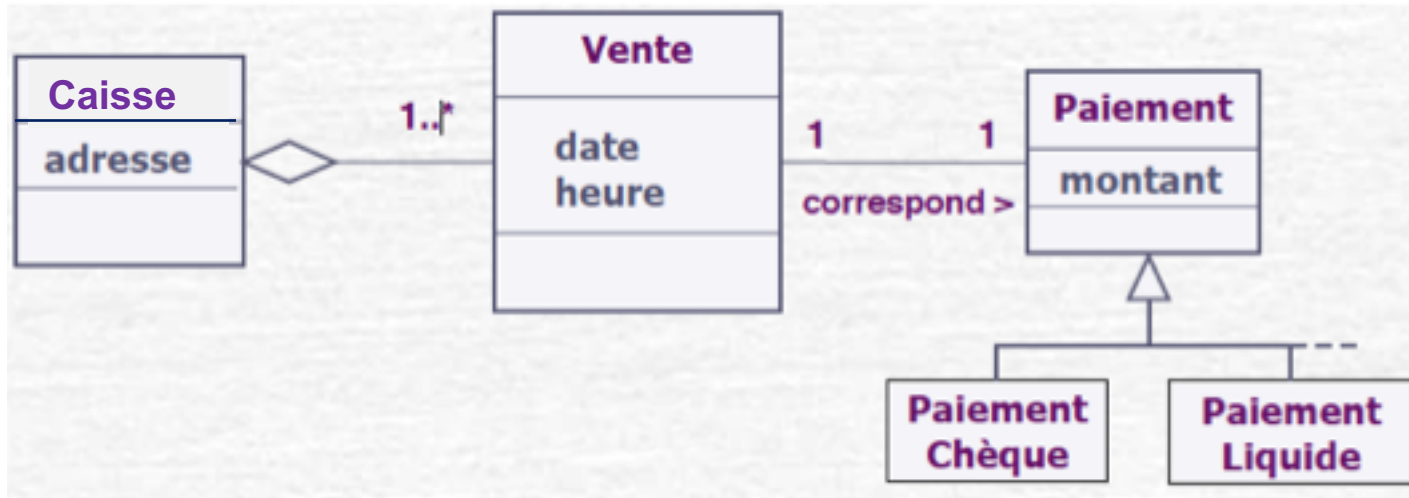 Caisse
adresse
1..*
Vente
date
heure
1
1
correspond >
Paiement
montant
Paiement
Chèque
Paiement
Liquide